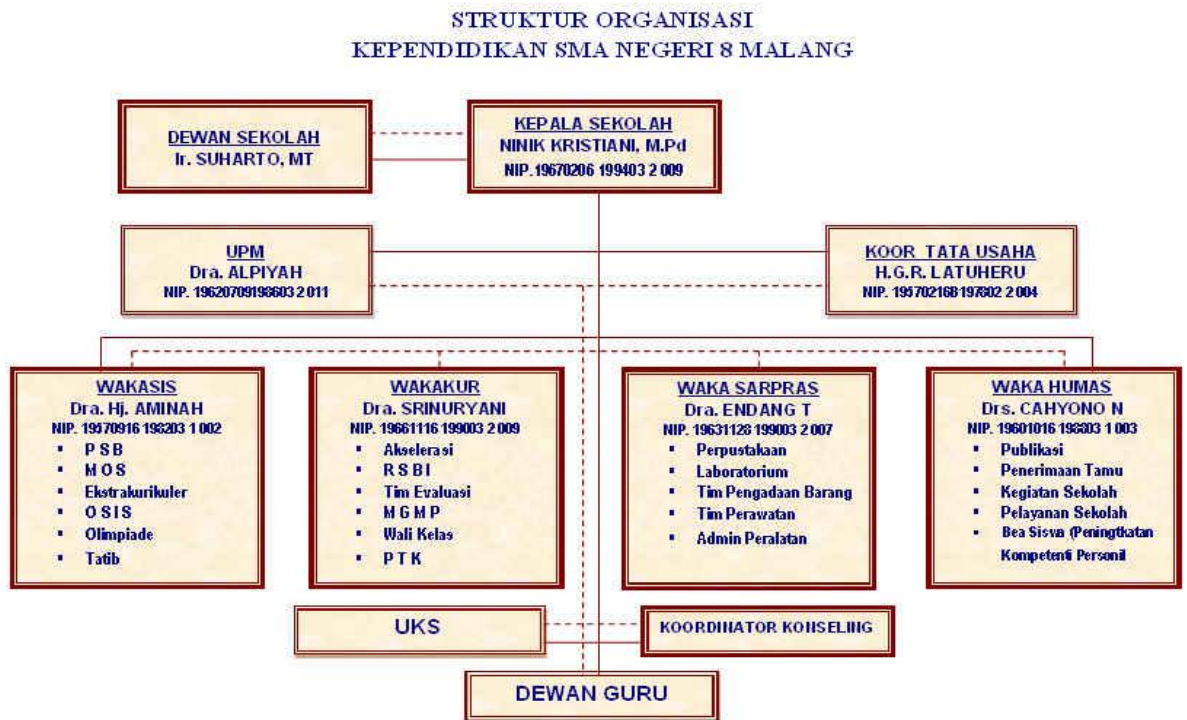 STRUKTUR ORGANISASI
KEPENDIDIKAN SMA NEGERI 8 MALANG
DEWAN SEKOLAH
Ir. SUHARTO, MT
KEPALA SEKOLAH
NINIK KRISTIANI, M.Pd
NIP. 19670206 199403 2 009
UPM
Dra. ALPIYAH
NIP. 19620709198603 2 011
KOOR TATA USAHA
H.G.R. LATUHERU
NIP.
WAKASIS
Dra. Hj. AMINAH
NIP. 19570916 198203 1 002
▪ P S B
▪ M O S
▪ Ekstrakurikuler
▪ O S I S
▪ Olimpiade
▪ Tatib
WAKAKUR
Dra. SRINURYANI
NIP. 19661116 199003 2 009
▪ Akselerasi
▪ R S B I
▪ Tim Evaluasi
▪ M G M P
▪ Wali Kelas
▪ P T K
WAKA SARPRAS
Dra. ENDANG T
NIP. 19631128 199003 2 007
▪ Perpustakaan
▪ Laboratorium
▪ Tim Pengadaan Barang
▪ Tim Perawatan
▪ Admin Peralatan
WAKA HUMAS
Drs. CAHYONO N
NIP. 19601016 198803 1 003
▪ Publikasi
▪ Penerimaan Tamu
▪ Kegiatan Sekolah
▪ Pelayanan Sekolah
▪ Bea Siswa (Peningtkatan
Kompetenti Personil
UKS
KOORDINATOR KONSELING
DEWAN GURU